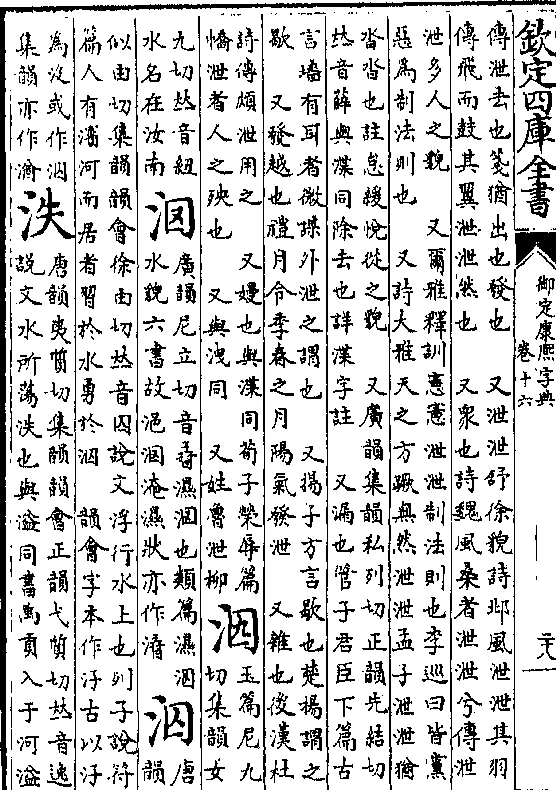 欽定四庫全書
御定康熙字典
卷十六
二八
傳泄去也箋猶出也發也　又泄泄舒徐貌詩邶風泄泄其羽
傳飛而鼓其翼泄泄然也　又衆也詩魏風桑者泄泄兮傳泄
泄多人之貌　又爾雅釋訓憲憲泄泄制法則也李巡曰皆黨
惡為制法則也　又詩大雅天之方蹶無然泄泄孟子泄泄猶
沓沓也註怠緩悅從之貌　又廣韻集韻私列切正韻先結切
𠀤音薛與渫同除去也詳渫字註　又漏也管子君臣下篇古
言墻有耳者微謀外泄之謂也　又揚子方言歇也楚揚謂之
歇　又發越也禮月令季春之月陽氣發泄　又雜也後漢杜
詩傳頗泄用之　又嫚也與渫同荀子榮辱篇
憍泄者人之殃也　又與洩同　又姓魯泄柳
玉篇尼九
切集韻女
九切𠀤音紐
水名在汝南
廣韻尼立切音濕也類篇濕
水貌六書故浥淹濕狀亦作
泅
唐
韻
似由切集韻韻會徐由切𠀤音囚說文浮行水上也列子說符
篇人有濱河而居者習於水勇於泅　韻會字本作汓古以汓
為沒或作泅
集韻亦作
泆
唐韻夷質切集韻韻會正韻弋質切𠀤音逸
說文水所蕩泆也與溢同書禹貢入于河溢